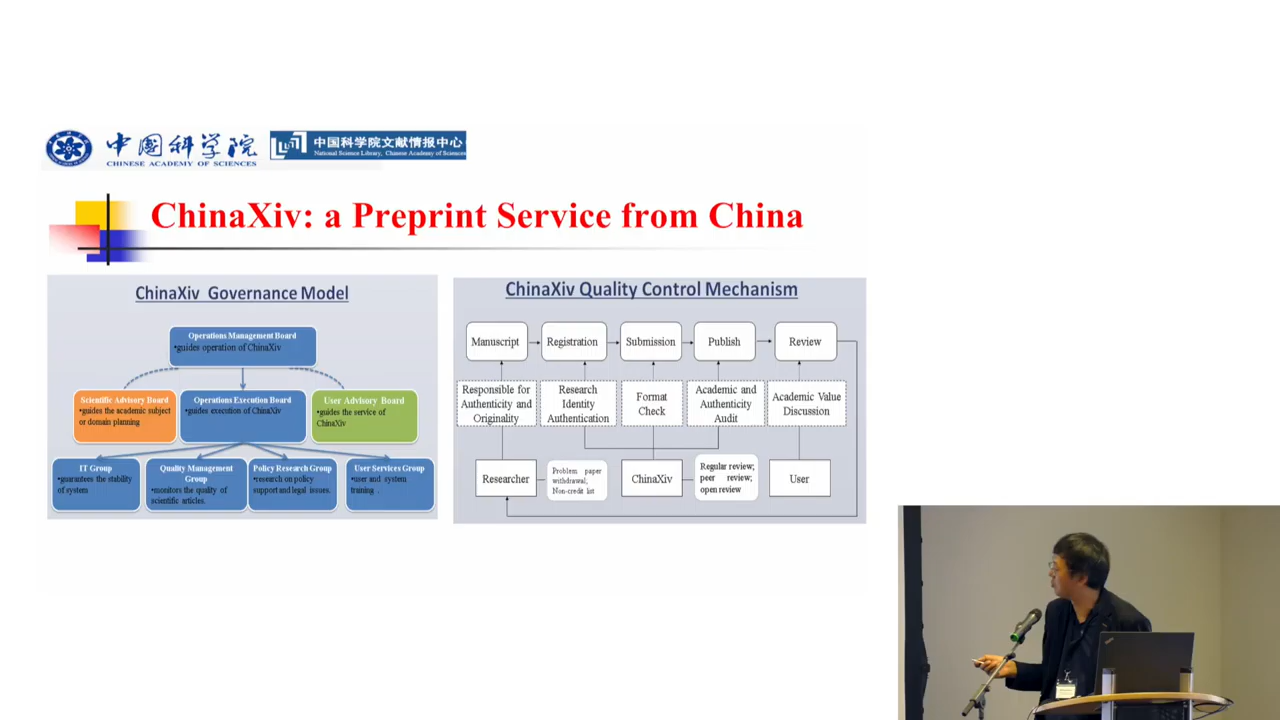 中国科学院
CHINESE ACADEMY OF SCIENCES
中国科学院文献情报中心
National Science Library, Chinese Academy of Sciences
ChinaXiv: a Preprint Service from China
ChinaXiv Governance Model
Operations Management Board
•guides operation of ChinaXiv
Scientific Advisory Board
•guides the academic subject
or domain planning
Operations Execution Board
•guides execution of ChinaXiv
User Advisory Board
•guides the service of
ChinaXiv
IT Group
•guarantees the stability
of system
Quality Management
Group
•monitors the quality of
scientific articles.
Policy Research Group
•research on policy
support and legal issues.
User Services Group
•user and system
training .
ChinaXiv Quality Control Mechanism
Manuscript
Registration
Submission
Publish
Review
Responsible for
Authenticity and
Originality
Research
Identity
Authentication
Format
Check
Academic and
Authenticity
Audit
Academic Value
Discussion
Researcher
Problem paper
withdrawal,
Non-credit list
ChinaXiv
Regular review;
peer review;
open review
User